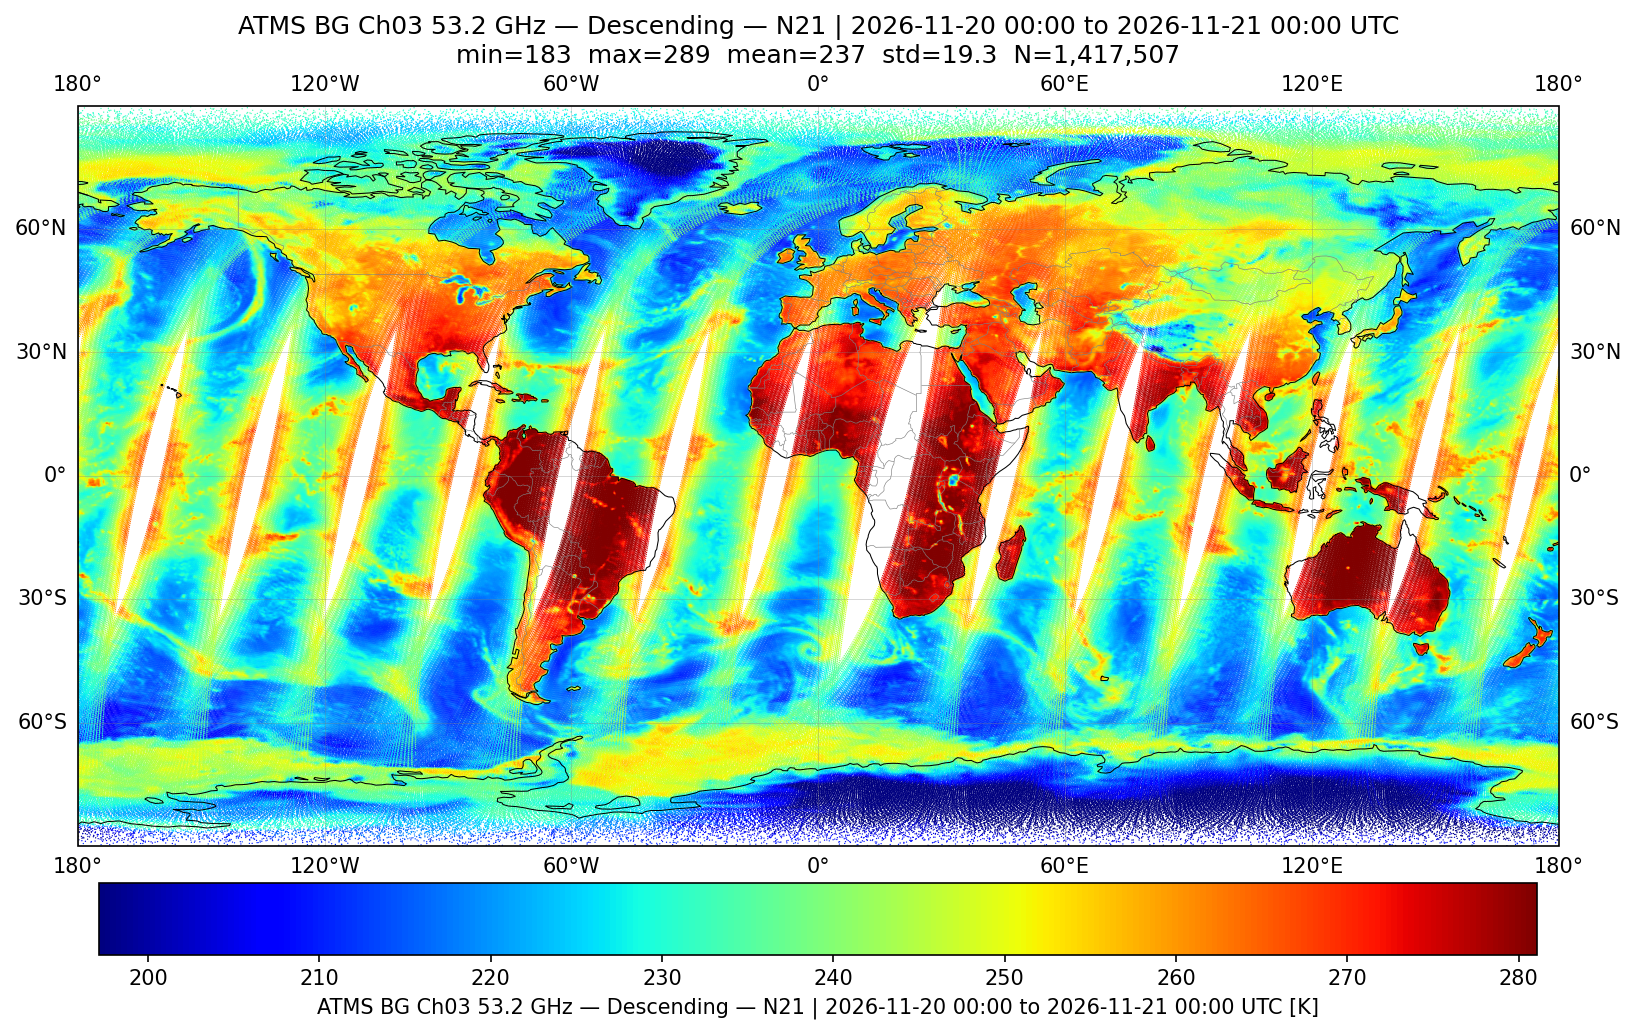 ATMS BG Ch03 53.2 GHz — Descending — N21 | 2026-11-20 00:00 to 2026-11-21 00:00 UTC
min=183  max=289  mean=237  std=19.3  N=1,417,507
180° 120°W 60°W 0° 60°E 120°E 180°
60°N 60°N
30°N 30°N
0° 0°
30°S 30°S
60°S 60°S
180° 120°W 60°W 0° 60°E 120°E 180°
200 210 220 230 240 250 260 270 280
ATMS BG Ch03 53.2 GHz — Descending — N21 | 2026-11-20 00:00 to 2026-11-21 00:00 UTC [K]